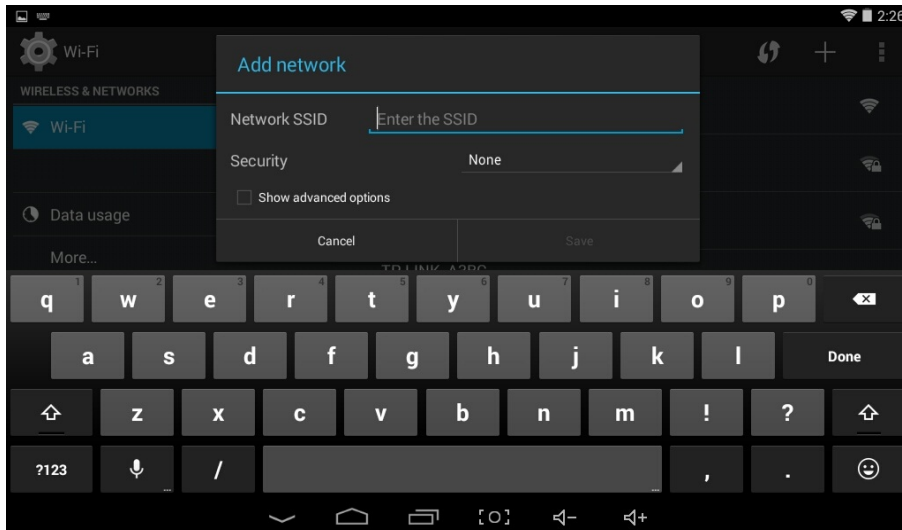 2:26
Wi-Fi
Add network
WIRELESS & NETWORKS
Wi-Fi
Network SSID Enter the SSID
Security None
Show advanced options
Data usage
Cancel Save
More...
q 1 w 2 e 3 r 4 t 5 y 6 u 7 i 8 o 9 p 0
a s d f g h j k l Done
z x c v b n m ! ?
?123 / , .